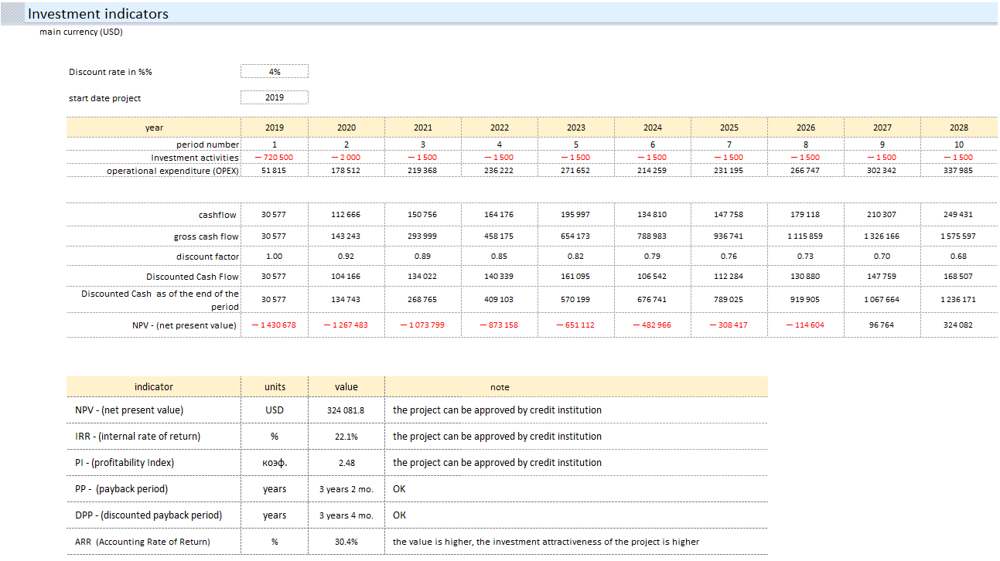 Investment indicators
main currency (USD)
Discount rate in %% 4%
start date project 2019
year 2019 2020 2021 2022 2023 2024 2025 2026 2027 2028
period number 1 2 3 4 5 6 7 8 9 10
Investment activities — 720 500 — 2 000 — 1 500 — 1 500 — 1 500 — 1 500 — 1 500 — 1 500 — 1 500 — 1 500
operational expenditure (OPEX) 51 815 178 512 219 368 236 222 271 652 214 259 231 195 266 747 302 342 337 985
cashflow 30 577 112 666 150 756 164 176 195 997 134 810 147 758 179 118 210 307 249 431
gross cash flow 30 577 143 243 293 999 458 175 654 173 788 983 936 741 1 115 859 1 326 166 1 575 597
discount factor 1.00 0.92 0.89 0.85 0.82 0.79 0.76 0.73 0.70 0.68
Discounted Cash Flow 30 577 104 166 134 022 140 339 161 095 106 542 112 284 130 880 147 759 168 507
Discounted Cash as of the end of the
period 30 577 134 743 268 765 409 103 570 199 676 741 789 025 919 905 1 067 664 1 236 171
NPV - (net present value) — 1 430 678 — 1 267 483 — 1 073 799 — 873 158 — 651 112 — 482 966 — 308 417 — 114 604 96 764 324 082
indicator units value note
NPV - (net present value) USD 324 081.8 the project can be approved by credit institution
IRR - (internal rate of return) % 22.1% the project can be approved by credit institution
PI - (profitability Index) коэф. 2.48 the project can be approved by credit institution
PP - (payback period) years 3 years 2 mo. OK
DPP - (discounted payback period) years 3 years 4 mo. OK
ARR (Accounting Rate of Return) % 30.4% the value is higher, the investment attractiveness of the project is higher